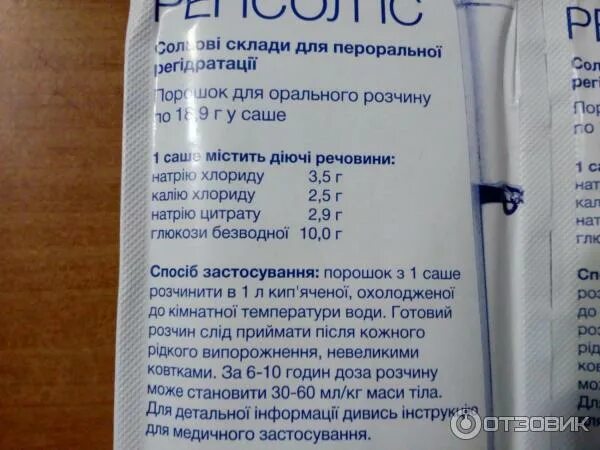 Сольові склади для пероральної
регідратації
Порошок для орального розчину
по 18,9 г у саше
1 саше містить діючі речовини:
натрію хлориду 3,5 г
калію хлориду 2,5 г
натрію цитрату 2,9 г
глюкози безводної 10,0 г
Спосіб застосування: порошок з 1 саше
розчинити в 1 л кип'яченої, охолодженої
до кімнатної температури води. Готовий
розчин слід приймати після кожного
рідкого випорожнення, невеликими
ковтками. За 6-10 годин доза розчину
може становити 30-60 мл/кг маси тіла.
Для детальної інформації дивись інструкцію
для медичного застосування.
ОТЗОВИК